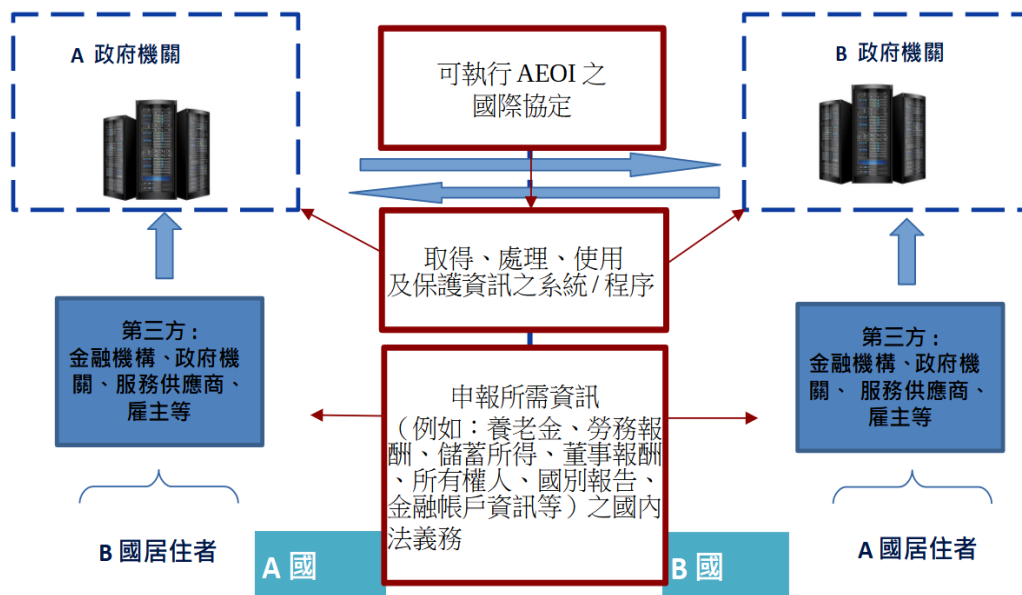 A 政府機關
可執行 AEOI 之
國際協定
B 政府機關
取得、處理、使用
及保護資訊之系統 / 程序
第三方 :
金融機構、政府機
關、服務供應商、
雇主等
申報所需資訊
(例如：養老金、勞務報
酬、儲蓄所得、董事報酬
、所有權人、國別報告、
金融帳戶資訊等）之國內
法義務
第三方 :
金融機構、政府機
關、 服務供應商、
雇主等
B 國居住者
A 國
B 國
A 國居住者